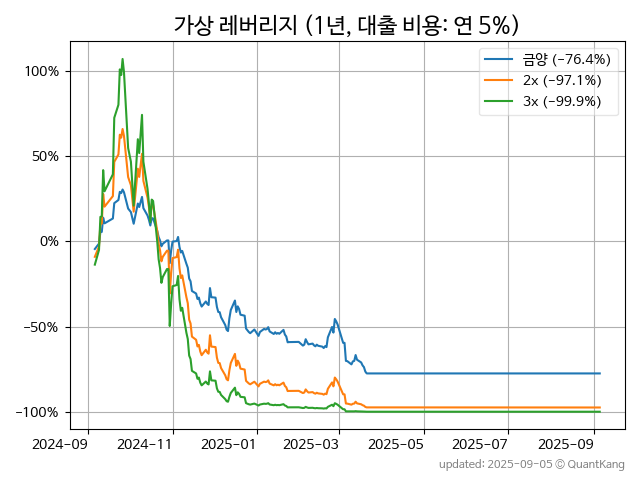 가상 레버리지 (1년, 대출 비용: 연 5%)
금양 (−76.4%)
2x (−97.1%)
3x (−99.9%)
100%
50%
0%
−50%
−100%
2024-09 2024-11 2025-01 2025-03 2025-05 2025-07 2025-09
updated: 2025-09-05 © QuantKang